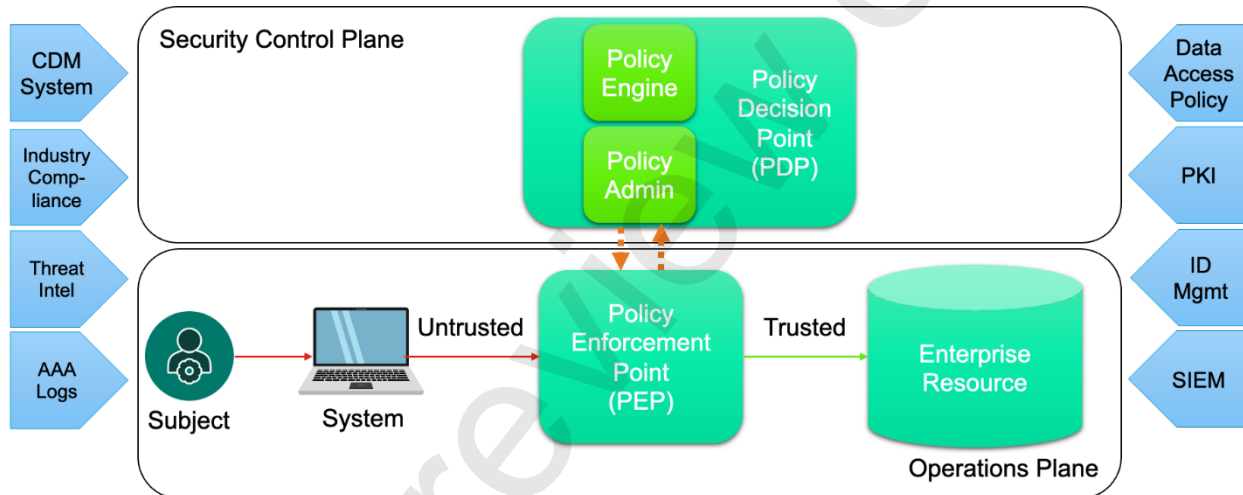 CDM
System
Industry
Comp-
liance
Threat
Intel
AAA
Logs
Security Control Plane
Policy
Engine
Policy
Admin
Policy
Decision
Point
(PDP)
Subject
System
Untrusted
Policy
Enforcement
Point
(PEP)
Trusted
Enterprise
Resource
Operations Plane
Data
Access
Policy
PKI
ID
Mgmt
SIEM
review